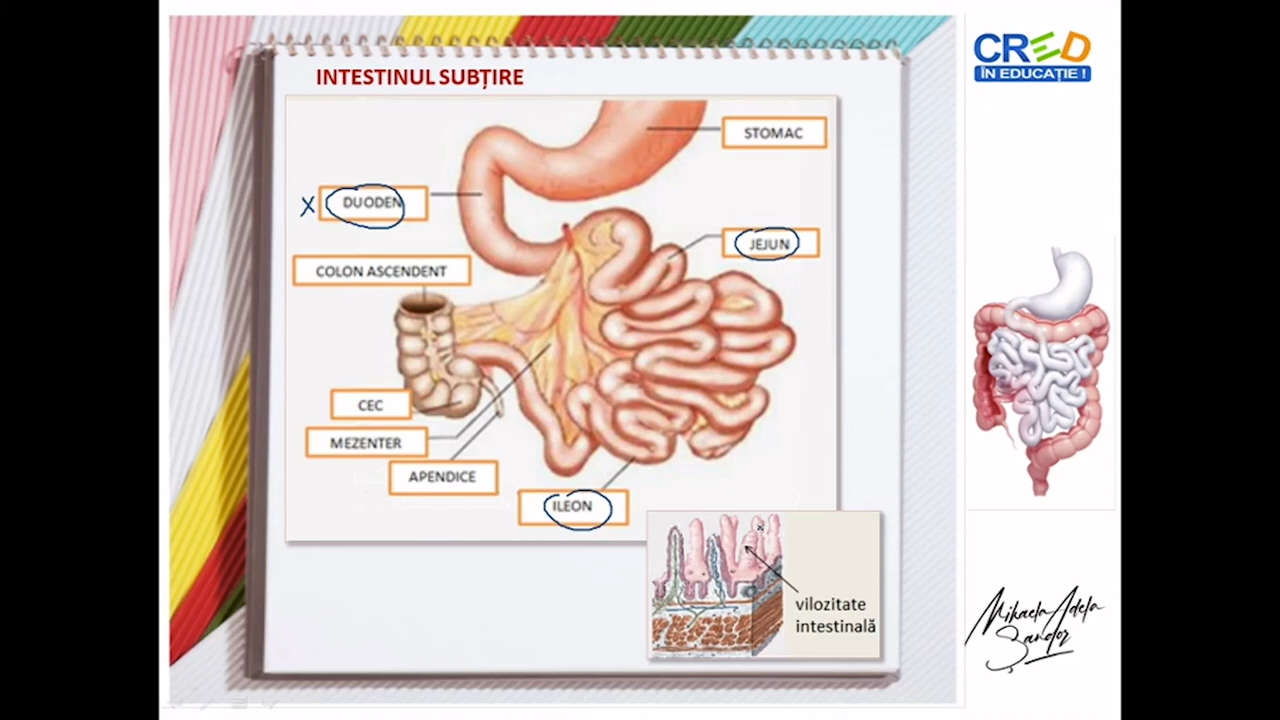 INTESTINUL SUBȚIRE
STOMAC
X DUODEN
JEJUN
COLON ASCENDENT
CEC
MEZENTER
APENDICE
ILEON
vilozitate
intestinală
CRED
ÎN EDUCAȚIE !
Mihaela Adela
Șandor